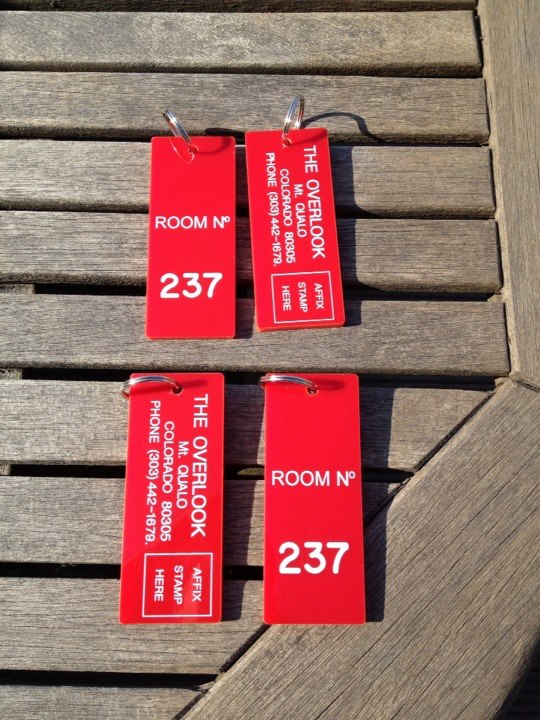 ROOM Nº
237
THE OVERLOOK
Mt. QUALO
COLORADO 80305
PHONE (303)442-1679.
AFFIX
STAMP
HERE
THE OVERLOOK
Mt. QUALO
COLORADO 80305
PHONE (303)442-1679.
AFFIX
STAMP
HERE
ROOM Nº
237